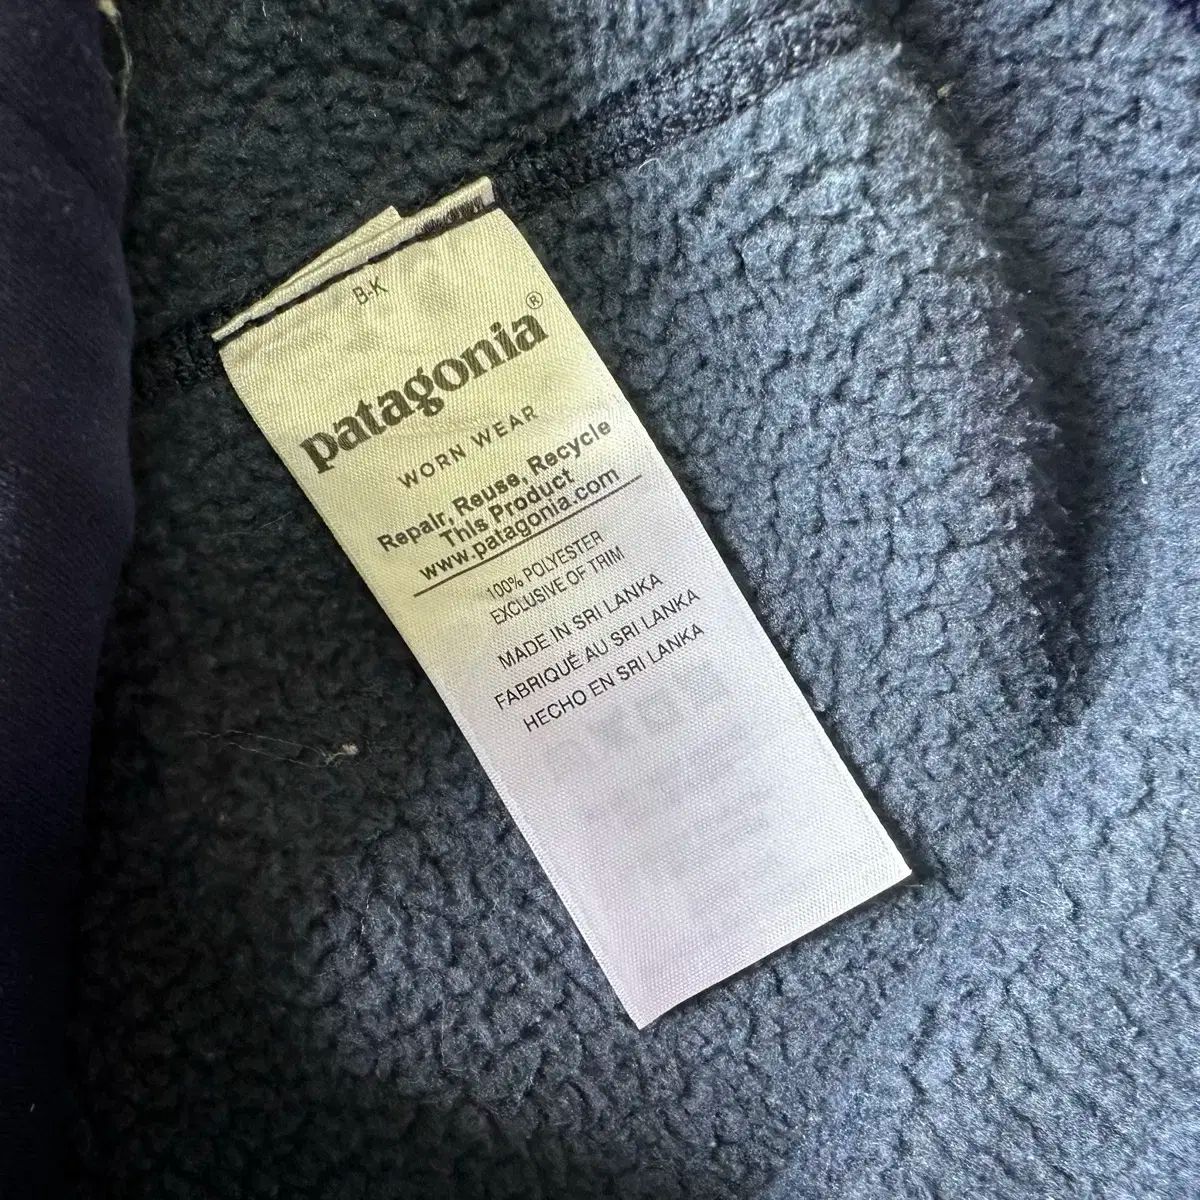 B-K
patagonia®
WORN WEAR
Repair, Reuse, Recycle
This Product
www.patagonia.com
100% POLYESTER
EXCLUSIVE OF TRIM
MADE IN SRI LANKA
FABRIQUÉ AU SRI LANKA
HECHO EN SRI LANKA